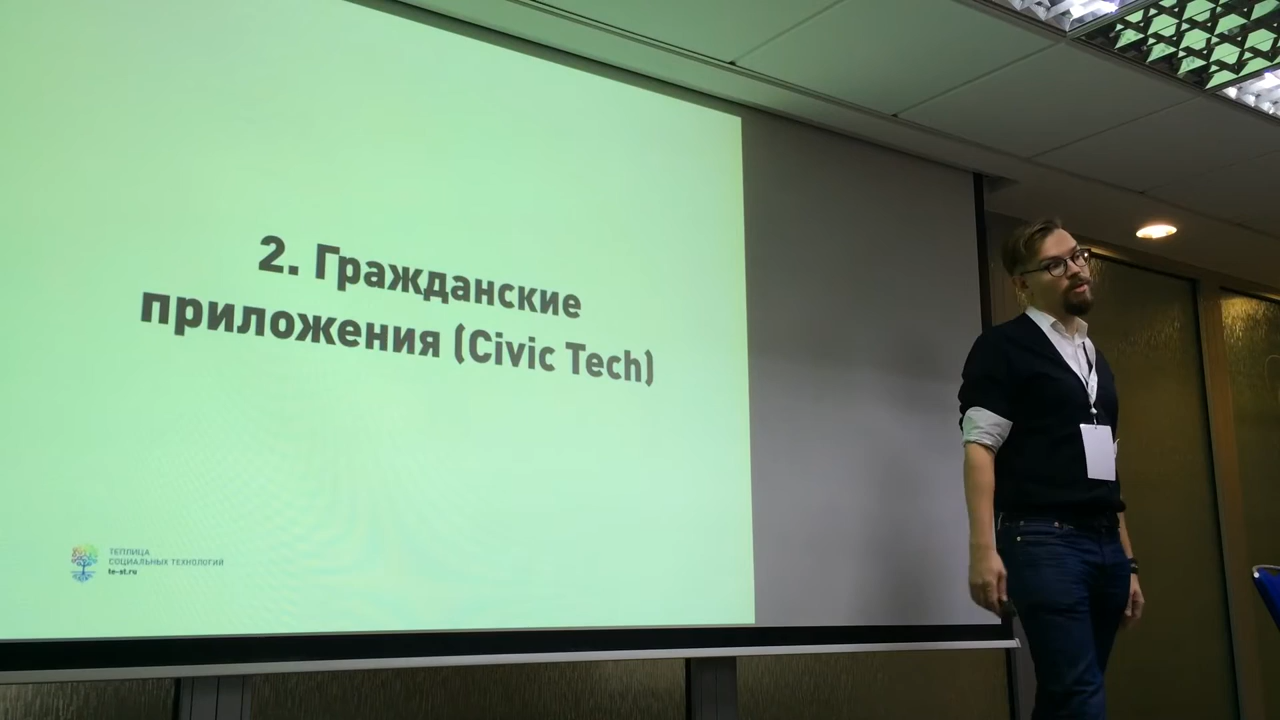 2. Гражданские
приложения (Civic Tech)
ТЕПЛИЦА
СОЦИАЛЬНЫХ ТЕХНОЛОГИЙ
te-st.ru